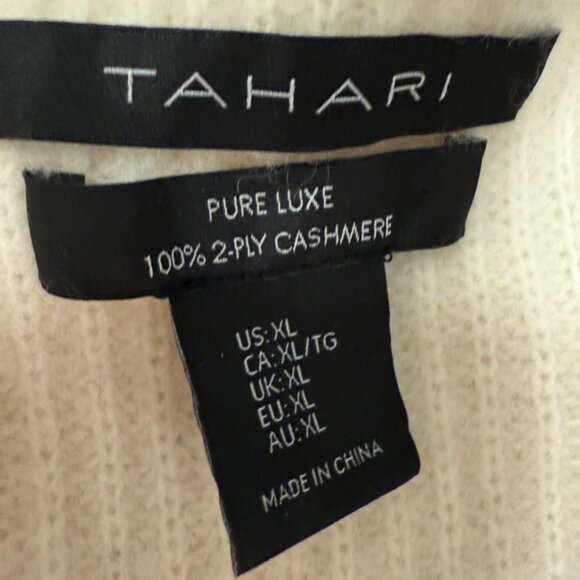 TAHARI
PURE LUXE
100% 2-PLY CASHMERE
US: XL
CA: XL/TG
UK: XL
EU: XL
AU: XL
MADE IN CHINA